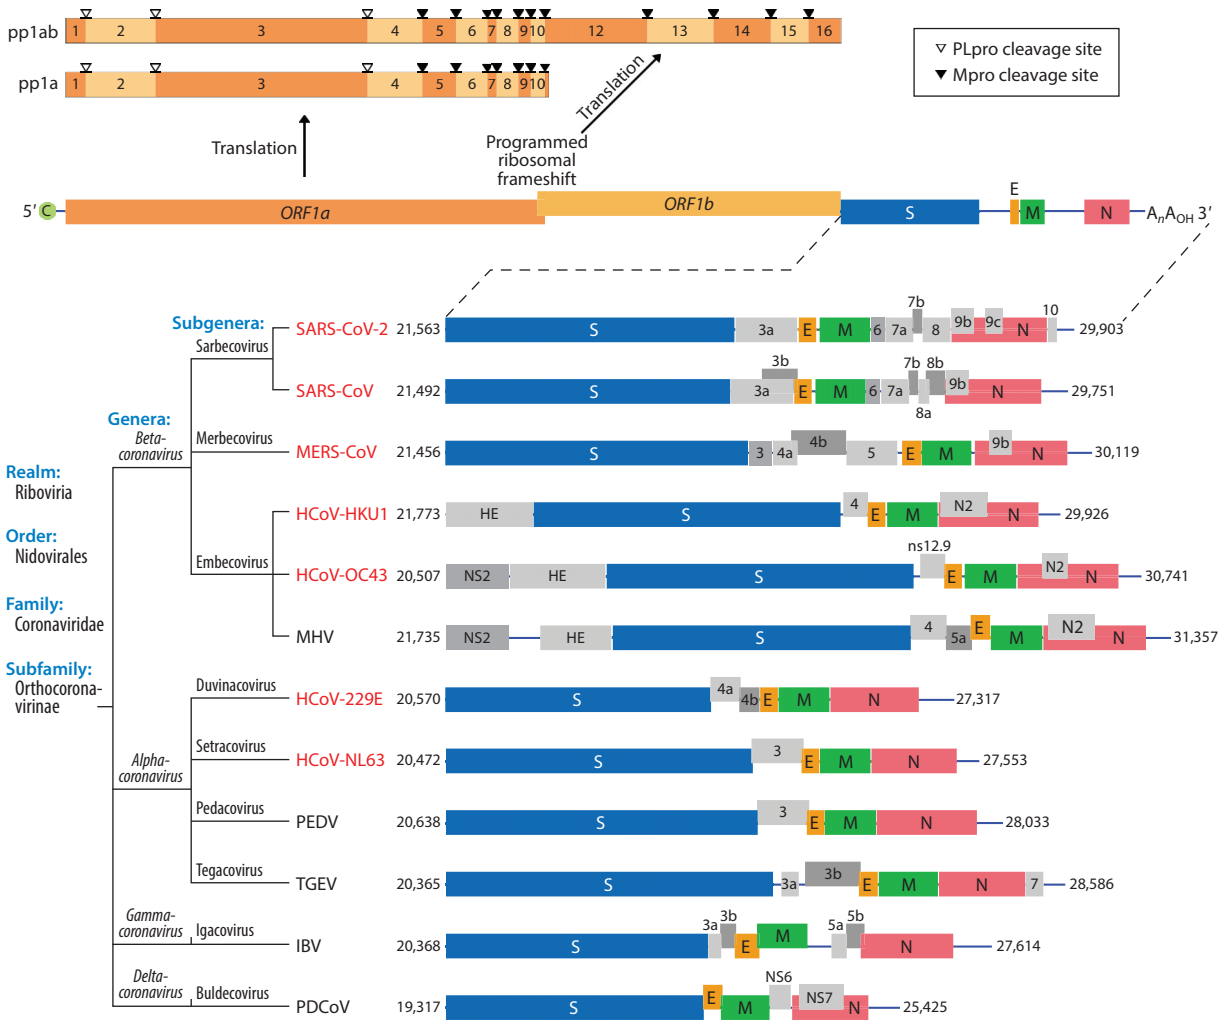 pp1ab 1 2 3 4 5 6 7 8 9 10 12 13 14 15 16
▽ PLpro cleavage site
▼ Mpro cleavage site
pp1a 1 2 3 4 5 6 7 8 9 10
Translation
Translation
Programmed
ribosomal
frameshift
5′ C ORF1a ORF1b S E M N AnAOH 3′
Subgenera:
Sarbecovirus
SARS-CoV-2 21,563 S 3a E M 6 7a 7b 8 9b 9c N 10 29,903
SARS-CoV 21,492 S 3a 3b E M 6 7a 7b 8a 8b 9b N 29,751
Genera:
Beta-
coronavirus
Merbecovirus
MERS-CoV 21,456 S 3 4a 4b 5 E M 9b N 30,119
Realm:
Riboviria
HCoV-HKU1 21,773 HE S 4 E M N2 N 29,926
Order:
Nidovirales
Embecovirus
HCoV-OC43 20,507 NS2 HE S ns12.9 E M N2 N 30,741
Family:
Coronaviridae
MHV 21,735 NS2 HE S 4 5a E M N2 N 31,357
Subfamily:
Orthocorona-
virinae
Duvinacovirus
HCoV-229E 20,570 S 4a 4b E M N 27,317
Alpha-
coronavirus
Setracovirus
HCoV-NL63 20,472 S 3 E M N 27,553
Pedacovirus
PEDV 20,638 S 3 E M N 28,033
Tegacovirus
TGEV 20,365 S 3a 3b E M N 7 28,586
Gamma-
coronavirus
Igacovirus
IBV 20,368 S 3a 3b E M 5a 5b N 27,614
Delta-
coronavirus
Buldecovirus
PDCoV 19,317 S E M NS6 NS7 N 25,425